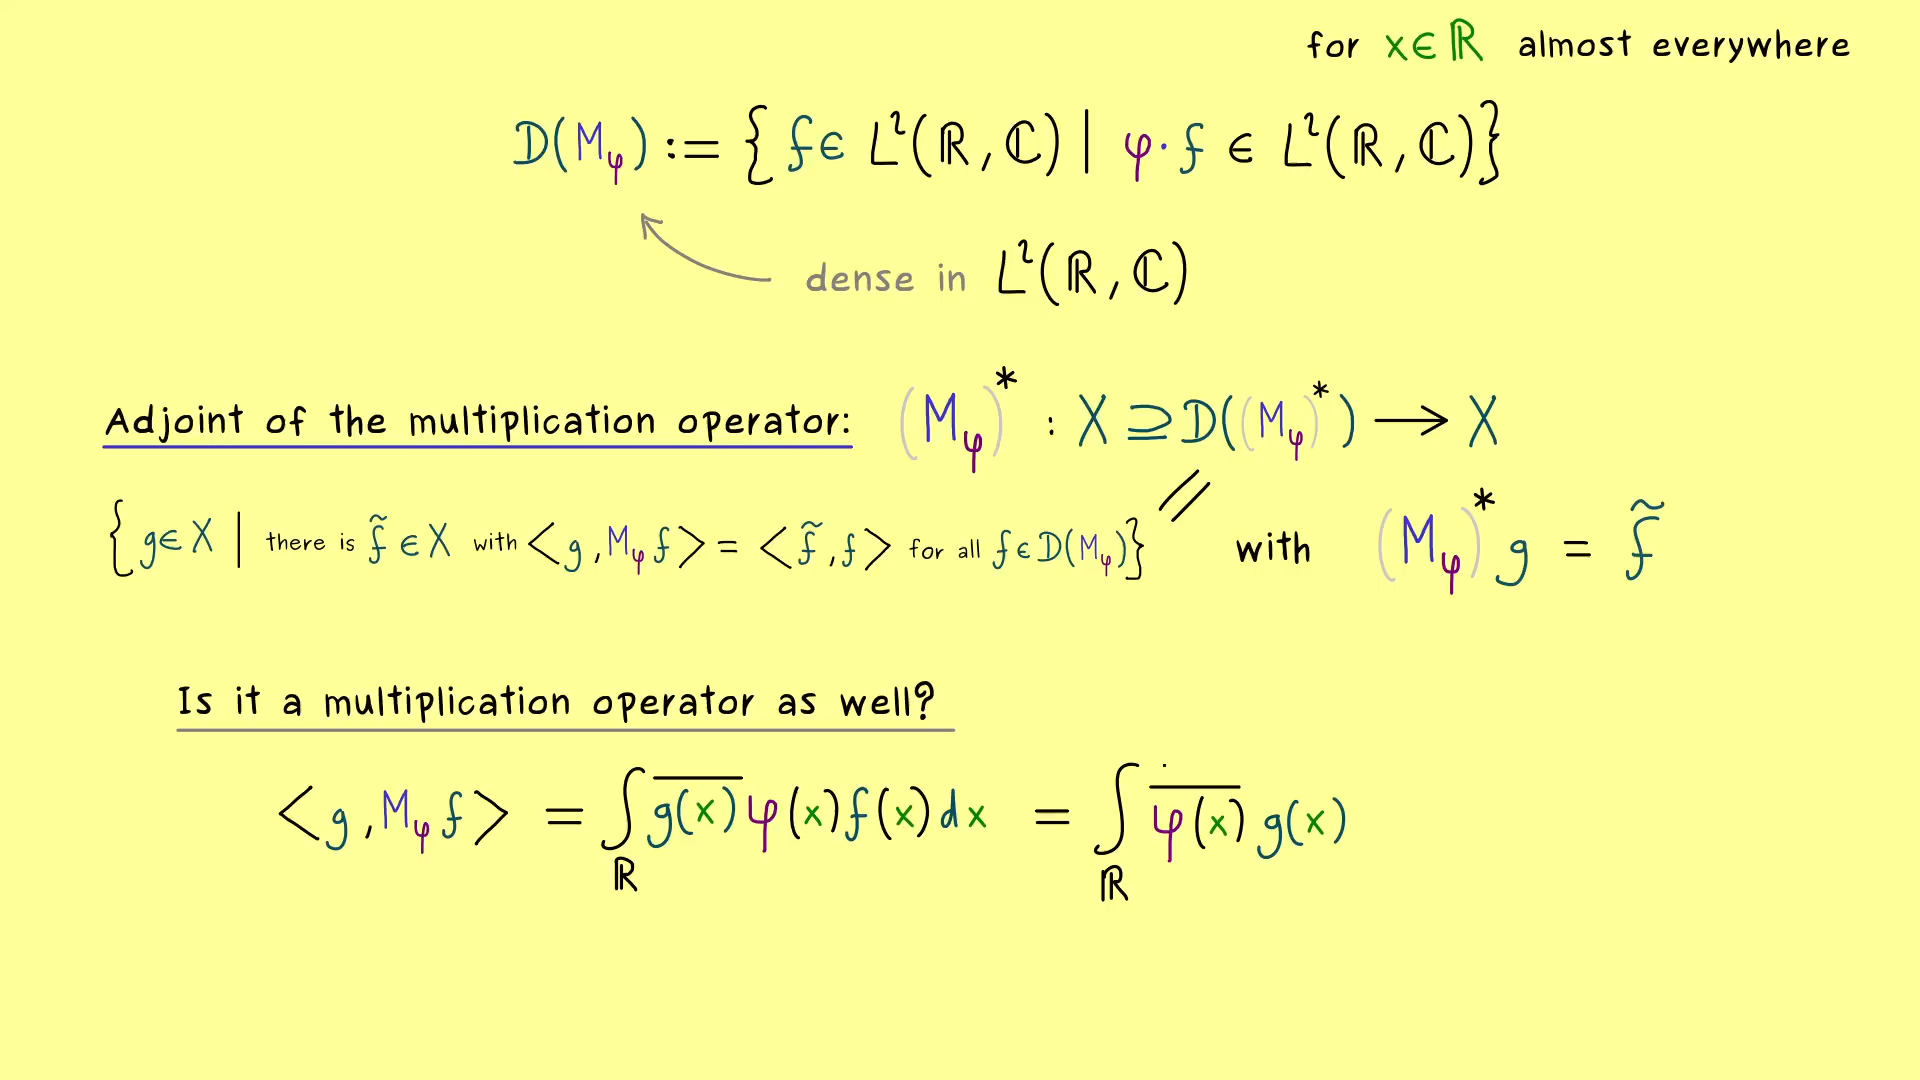 for x∈ℝ almost everywhere
D(M_φ) := { f∈ L²(ℝ, ℂ) | φ·f ∈ L²(ℝ, ℂ)}
dense in L²(ℝ, ℂ)
Adjoint of the multiplication operator: (M_φ)* : X ⊇ D((M_φ)*) ⟶ X
{ g∈X | there is f̃ ∈ X with <g, M_φ f> = <f̃, f> for all f∈D(M_φ)} // with (M_φ)* g = f̃
Is it a multiplication operator as well?
<g, M_φ f> = ∫_ℝ \overline{g(x)} φ(x) f(x) dx = ∫_ℝ \overline{φ(x)} g(x)